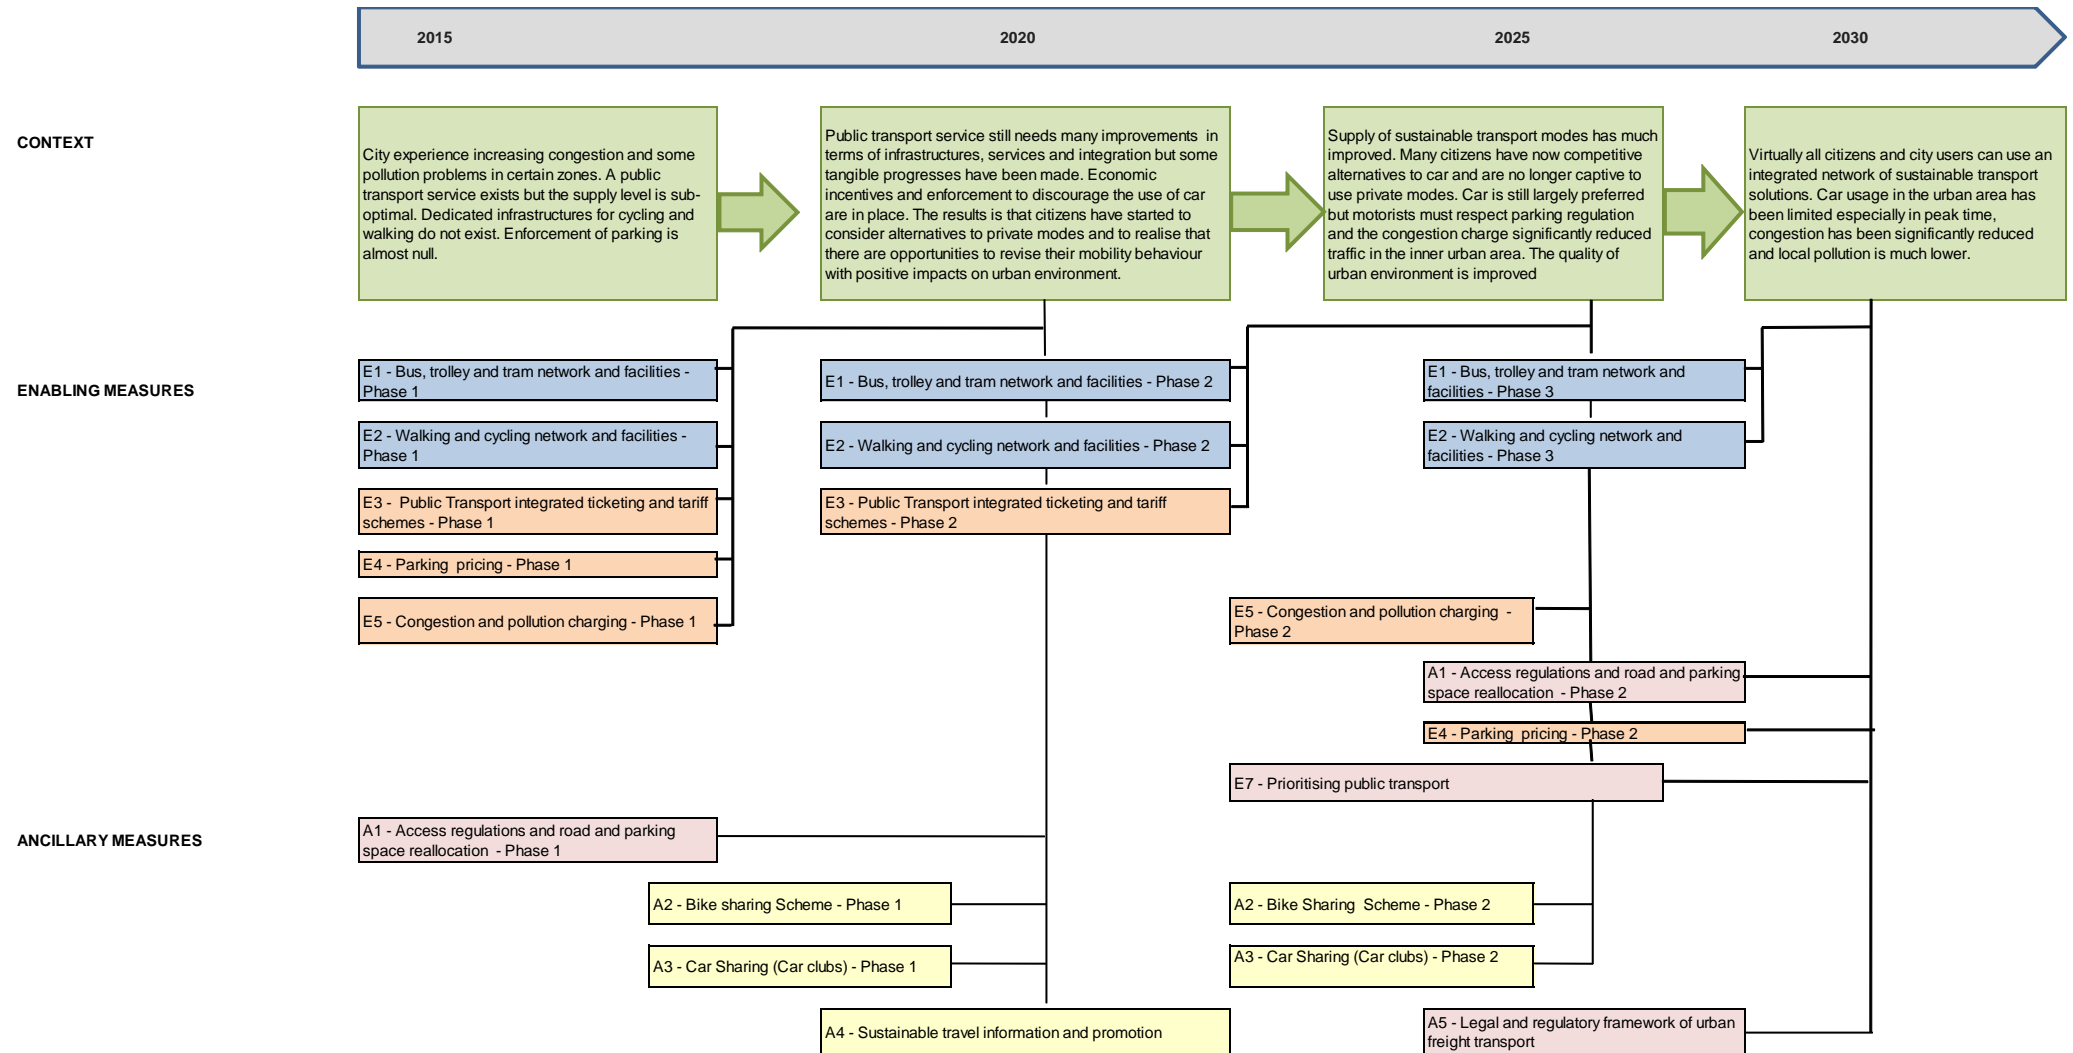 2015
2020
2025
2030
CONTEXT
City experience increasing congestion and some
pollution problems in certain zones. A public
transport service exists but the supply level is sub-
optimal. Dedicated infrastructures for cycling and
walking do not exist. Enforcement of parking is
almost null.
Public transport service still needs many improvements in
terms of infrastructures, services and integration but some
tangible progresses have been made. Economic
incentives and enforcement to discourage the use of car
are in place. The results is that citizens have started to
consider alternatives to private modes and to realise that
there are opportunities to revise their mobility behaviour
with positive impacts on urban environment.
Supply of sustainable transport modes has much
improved. Many citizens have now competitive
alternatives to car and are no longer captive to
use private modes. Car is still largely preferred
but motorists must respect parking regulation
and the congestion charge significantly reduced
traffic in the inner urban area. The quality of
urban environment is improved
Virtually all citizens and city users can use an
integrated network of sustainable transport
solutions. Car usage in the urban area has
been limited especially in peak time,
congestion has been significantly reduced
and local pollution is much lower.
ENABLING MEASURES
E1 - Bus, trolley and tram network and facilities -
Phase 1
E1 - Bus, trolley and tram network and facilities - Phase 2
E1 - Bus, trolley and tram network and
facilities - Phase 3
E2 - Walking and cycling network and facilities -
Phase 1
E2 - Walking and cycling network and facilities - Phase 2
E2 - Walking and cycling network and
facilities - Phase 3
E3 - Public Transport integrated ticketing and tariff
schemes - Phase 1
E3 - Public Transport integrated ticketing and tariff
schemes - Phase 2
E4 - Parking pricing - Phase 1
E5 - Congestion and pollution charging - Phase 1
E5 - Congestion and pollution charging -
Phase 2
A1 - Access regulations and road and parking
space reallocation - Phase 2
E4 - Parking pricing - Phase 2
E7 - Prioritising public transport
ANCILLARY MEASURES
A1 - Access regulations and road and parking
space reallocation - Phase 1
A2 - Bike sharing Scheme - Phase 1
A2 - Bike Sharing Scheme - Phase 2
A3 - Car Sharing (Car clubs) - Phase 1
A3 - Car Sharing (Car clubs) - Phase 2
A4 - Sustainable travel information and promotion
A5 - Legal and regulatory framework of urban
freight transport